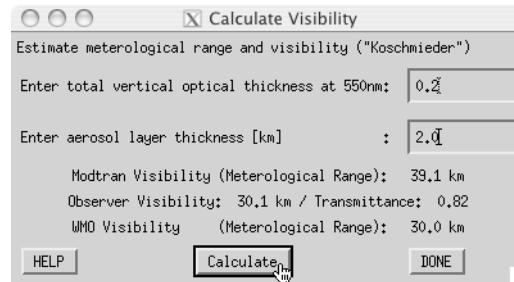 Calculate Visibility
Estimate meterological range and visibility ("Koschmieder")
Enter total vertical optical thickness at 550nm: 0.2
Enter aerosol layer thickness [km] : 2.0
Modtran Visibility (Meterological Range): 39.1 km
Observer Visibility: 30.1 km / Transmittance: 0.82
WMO Visibility (Meterological Range): 30.0 km
HELP Calculate DONE